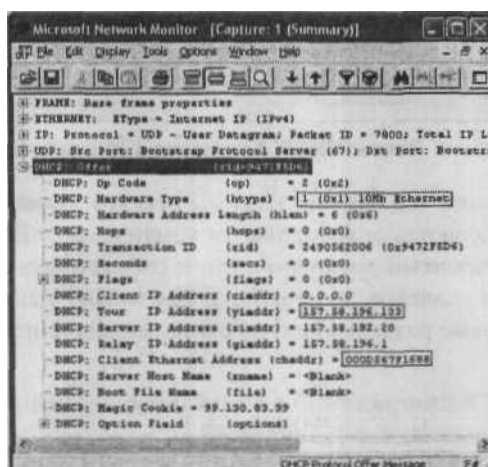 Microsoft Network Monitor [Capture: 1 (Summary)]
File Edit Display Tools Options Window Help
FRAME: Base frame properties
ETHERNET: EType = Internet IP (IPv4)
IP: Protocol = UDP - User Datagram; Packet ID = 7800; Total IP L
UDP: Src Port: Bootstrap Protocol Server (67); Dst Port: Bootstra
DHCP: Offer (xid=9472F5D6)
DHCP: Op Code (op) = 2 (0x2)
DHCP: Hardware Type (htype) = 1 (0x1) 10Mb Ethernet
DHCP: Hardware Address Length (hlen) = 6 (0x6)
DHCP: Hops (hops) = 0 (0x0)
DHCP: Transaction ID (xid) = (0x9472F5D6)
DHCP: Seconds (secs) = 0 (0x0)
DHCP: Flags (flags) = 0 (0x0)
DHCP: Client IP Address (ciaddr) = 0.0.0.0
DHCP: Your IP Address (yiaddr) = 157.58.196.133
DHCP: Server IP Address (siaddr) = 157.58.192.20
DHCP: Relay IP Address (giaddr) = 157.58.196.1
DHCP: Client Ethernet Address (chaddr) =
DHCP: Server Host Name (sname) = <Blank>
DHCP: Boot File Name (file) = <Blank>
DHCP: Magic Cookie = 99.130.83.99
DHCP: Option Field (options)
DHCP Protocol Offer Message